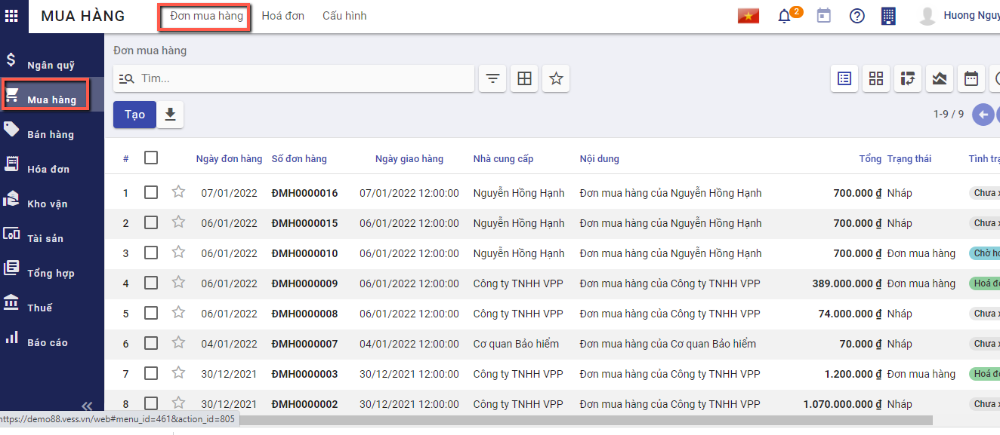 MUA HÀNG Đơn mua hàng Hoá đơn Cấu hình 2 Huong Nguy
Ngân quỹ
Mua hàng
Bán hàng
Hóa đơn
Kho vận
Tài sản
Tổng hợp
Thuế
Báo cáo
Đơn mua hàng
Tìm...
Tạo
1-9 / 9
# Ngày đơn hàng Số đơn hàng Ngày giao hàng Nhà cung cấp Nội dung Tổng Trạng thái Tình trạ
1 07/01/2022 ĐMH0000016 07/01/2022 12:00:00 Nguyễn Hồng Hạnh Đơn mua hàng của Nguyễn Hồng Hạnh 700.000 ₫ Nháp Chưa x
2 06/01/2022 ĐMH0000015 06/01/2022 12:00:00 Nguyễn Hồng Hạnh Đơn mua hàng của Nguyễn Hồng Hạnh 700.000 ₫ Nháp Chưa x
3 06/01/2022 ĐMH0000010 06/01/2022 12:00:00 Nguyễn Hồng Hạnh Đơn mua hàng của Nguyễn Hồng Hạnh 700.000 ₫ Đơn mua hàng Chờ ho
4 06/01/2022 ĐMH0000009 06/01/2022 12:00:00 Công ty TNHH VPP Đơn mua hàng của Công ty TNHH VPP 389.000.000 ₫ Đơn mua hàng Hoá đơ
5 06/01/2022 ĐMH0000008 06/01/2022 12:00:00 Công ty TNHH VPP Đơn mua hàng của Công ty TNHH VPP 74.000.000 ₫ Nháp Chưa x
6 04/01/2022 ĐMH0000007 04/01/2022 12:00:00 Cơ quan Bảo hiểm Đơn mua hàng của Cơ quan Bảo hiểm 70.000 ₫ Nháp Chưa x
7 30/12/2021 ĐMH0000003 30/12/2021 12:00:00 Công ty TNHH VPP Đơn mua hàng của Công ty TNHH VPP 1.200.000 ₫ Đơn mua hàng Hoá đơ
8 30/12/2021 ĐMH0000002 30/12/2021 12:00:00 Công ty TNHH VPP Đơn mua hàng của Công ty TNHH VPP 1.070.000.000 ₫ Nháp Chưa x
https://demo88.vess.vn/web#menu_id=461&action_id=805